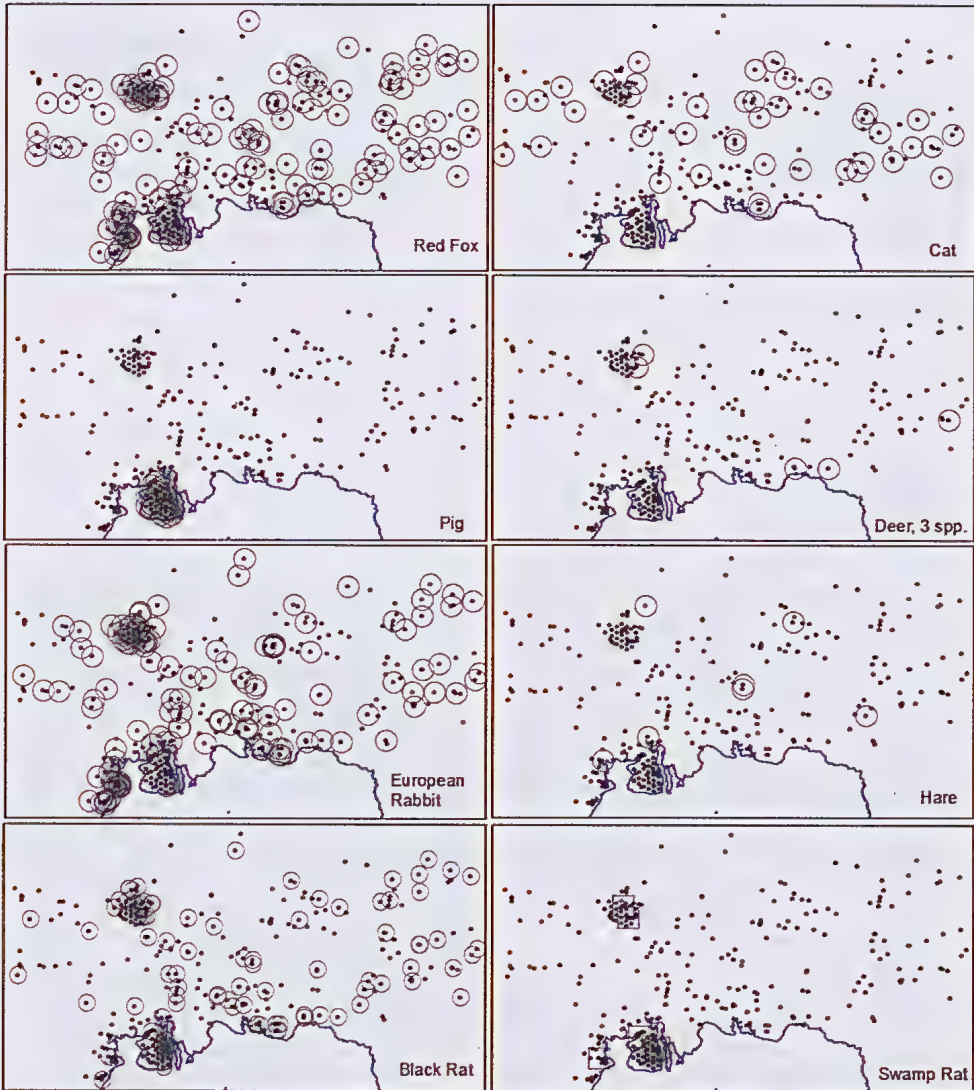 Red Fox
Cat
Pig
Deer, 3 spp.
European
Rabbit
Hare
Black Rat
Swamp Rat